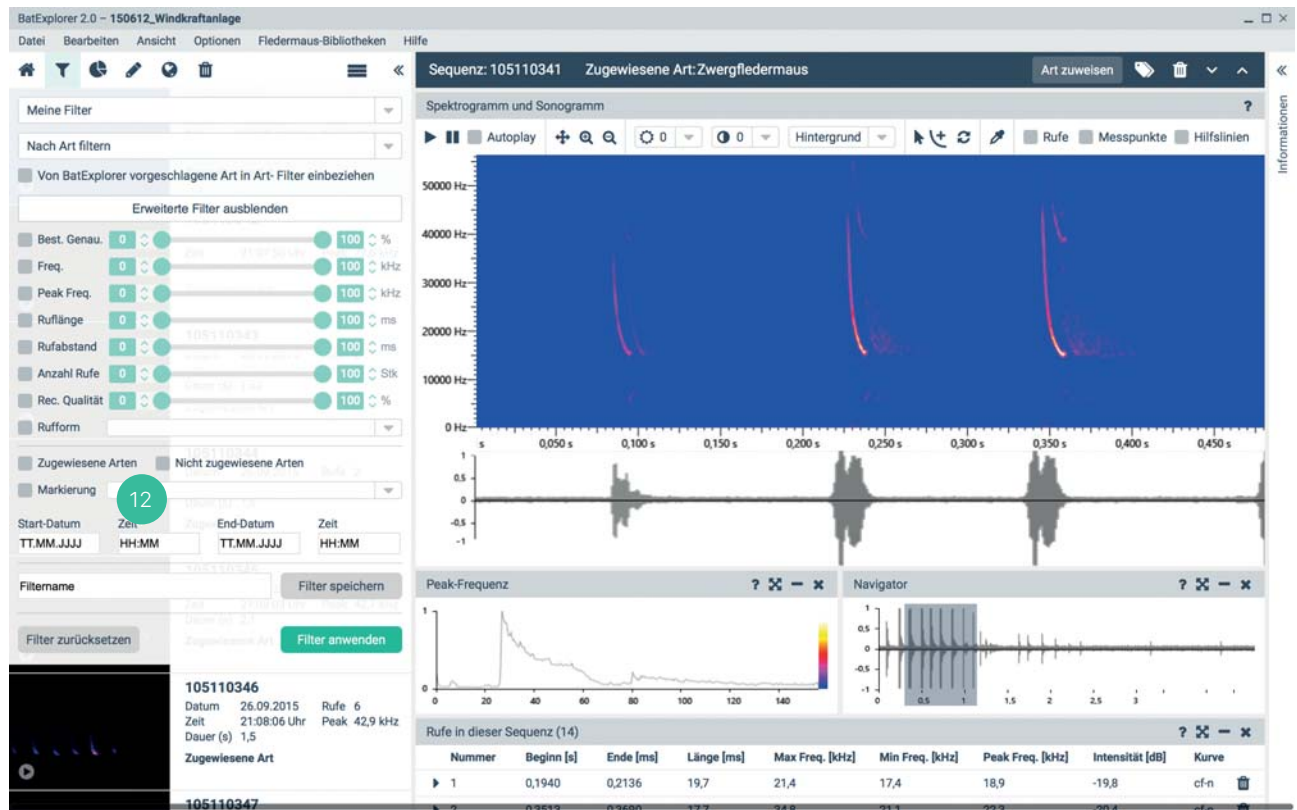 BatExplorer 2.0 – 150612_Windkraftanlage
Datei Bearbeiten Ansicht Optionen Fledermaus-Bibliotheken Hilfe
Meine Filter
Nach Art filtern
Von BatExplorer vorgeschlagene Art in Art- Filter einbeziehen
Erweiterte Filter ausblenden
Best. Genau. 0 100 %
Freq. 0 100 kHz
Peak Freq. 0 100 kHz
Ruflänge 0 100 ms
105110343
Rufabstand 0 100 ms
Anzahl Rufe 0 100 Stk
Rec. Qualität 0 100 %
Rufform
105110344
Zugewiesene Arten Nicht zugewiesene Arten
Markierung
12
Start-Datum Zeit End-Datum Zeit
TT.MM.JJJJ HH:MM TT.MM.JJJJ HH:MM
105110345
Filtername Filter speichern
Filter zurücksetzen Filter anwenden
105110346
Datum 26.09.2015 Rufe 6
Zeit 21:08:06 Uhr Peak 42,9 kHz
Dauer (s) 1,5
Zugewiesene Art
105110347
Sequenz: 105110341 Zugewiesene Art:Zwergfledermaus Art zuweisen
Spektrogramm und Sonogramm ?
Autoplay 0 0 Hintergrund Rufe Messpunkte Hilfslinien
50000 Hz
40000 Hz
30000 Hz
20000 Hz
10000 Hz
0 Hz
s 0,050 s 0,100 s 0,150 s 0,200 s 0,250 s 0,300 s 0,350 s 0,400 s 0,450 s
1
0.5
0
-0,5
-1
Peak-Frequenz ?
1
0
0 20 40 60 80 100 120 140
Navigator ?
1
0.5
0
-0.5
-1
0 0.5 1 1.5 2 2.5 3
Rufe in dieser Sequenz (14) ?
Nummer Beginn [s] Ende [ms] Länge [ms] Max Freq. [kHz] Min Freq. [kHz] Peak Freq. [kHz] Intensität [dB] Kurve
1 0,1940 0,2136 19,7 21,4 17,4 18,9 -19,8 cf-n
Informationen